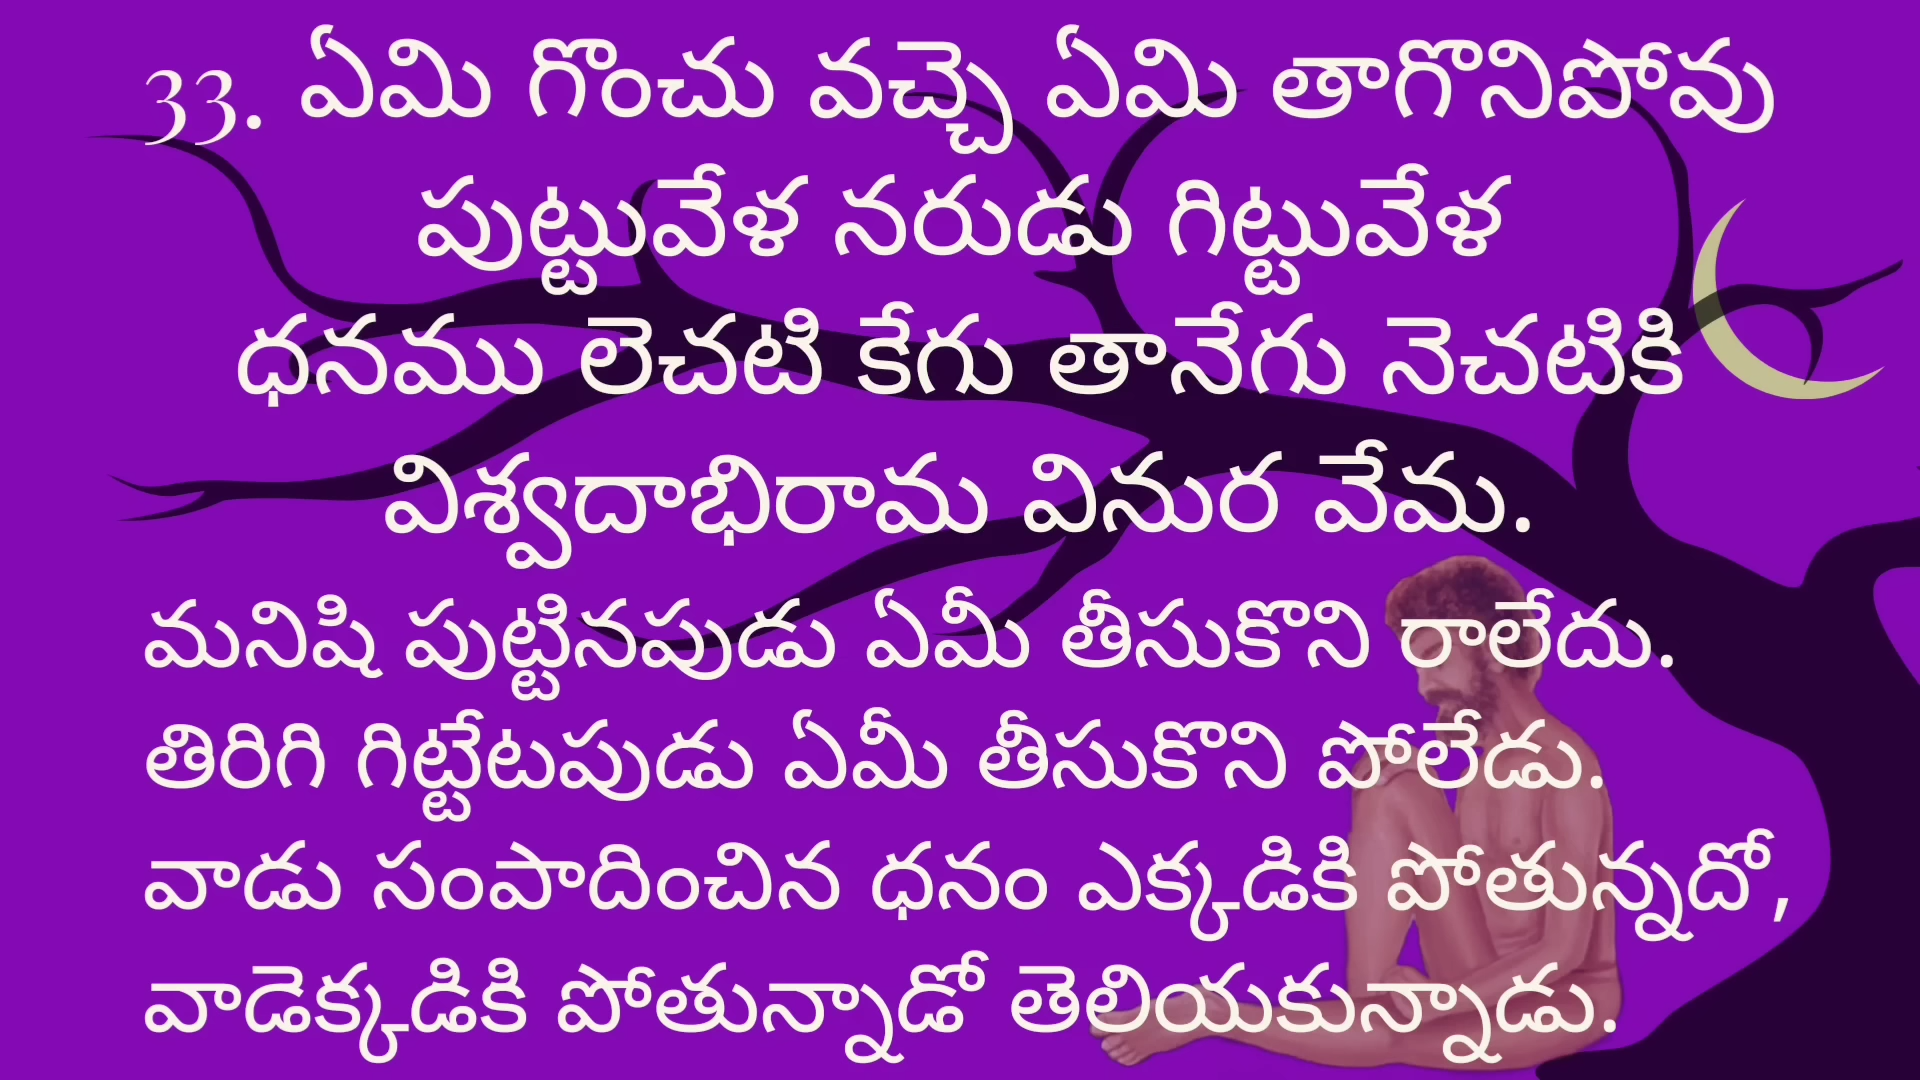 33. ఏమి గొంచు వచ్చె ఏమి తాగొనిపోవు
పుట్టువేళ నరుడు గిట్టువేళ
ధనము లెచటి కేగు తానేగు నెచటికి
విశ్వదాభిరామ వినుర వేమ.
మనిషి పుట్టినపుడు ఏమీ తీసుకొని రాలేదు.
తిరిగి గిట్టేటపుడు ఏమీ తీసుకొని పోలేడు.
వాడు సంపాదించిన ధనం ఎక్కడికి పోతున్నదో,
వాడెక్కడికి పోతున్నాడో తెలియకున్నాడు.